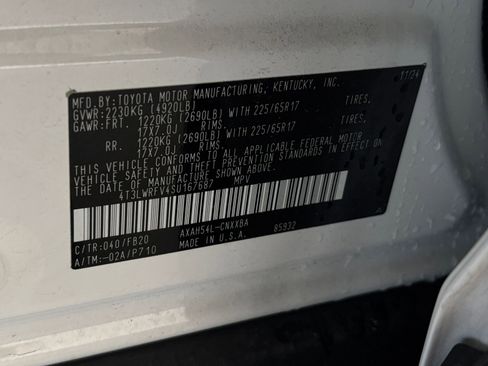 MFD.BY:TOYOTA MOTOR MANUFACTURING, KENTUCKY, INC. 11/24
GVWR:2230KG (4920LB)
GAWR:FRT. 1220KG (2690LB) WITH 225/65R17 TIRES,
17X7.0J RIMS.
RR. 1220KG (2690LB) WITH 225/65R17 TIRES,
17X7.0J RIMS.
THIS VEHICLE CONFORMS TO ALL APPLICABLE FEDERAL MOTOR
VEHICLE SAFETY AND THEFT PREVENTION STANDARDS IN EFFECT
ON THE DATE OF MANUFACTURE SHOWN ABOVE.
4T3LWRFV4SU167687 MPV
C/TR:040/FB20 AXAH54L-CNXXBA 85932
A/TM:-02A/P710 MADE IN U.S.A.